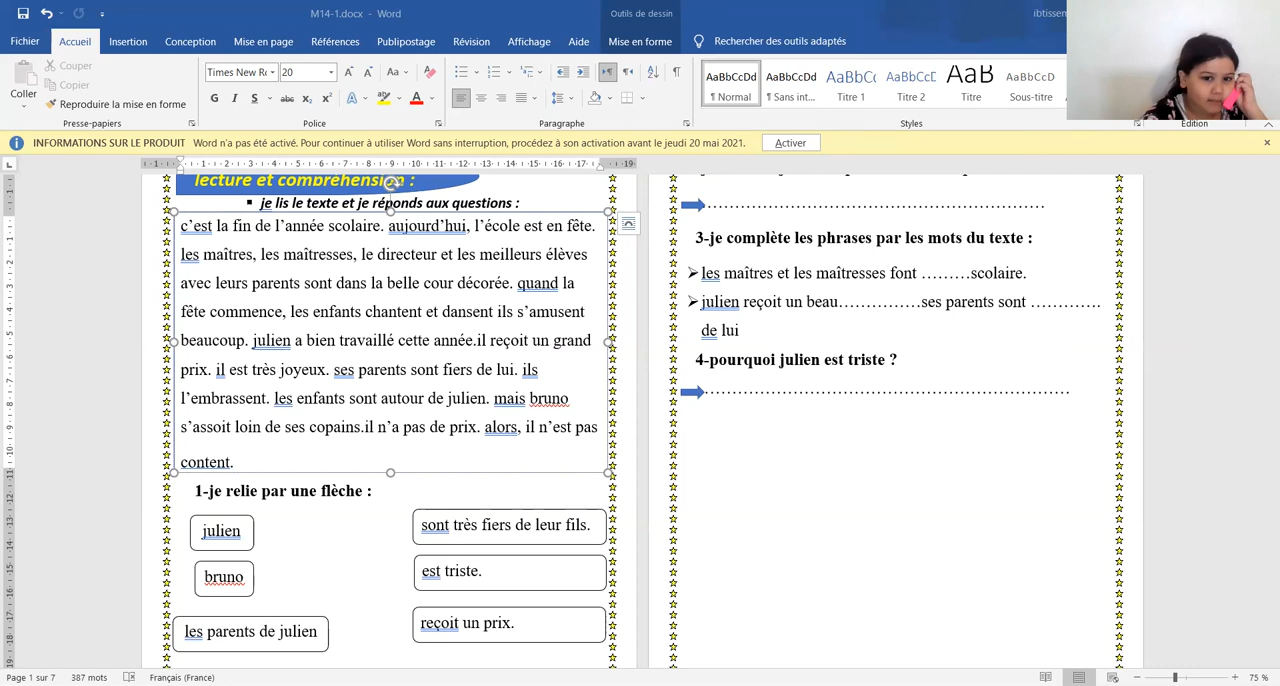 M14-1.docx - Word
Outils de dessin
ibtissem
Fichier
Accueil
Insertion
Conception
Mise en page
Références
Publipostage
Révision
Affichage
Aide
Mise en forme
Rechercher des outils adaptés
Coller
Couper
Copier
Reproduire la mise en forme
Presse-papiers
Times New Ro
20
Police
Paragraphe
AaBbCcDd
¶ Normal
AaBbCcDd
¶ Sans int...
AaBbCc
Titre 1
AaBbCcD
Titre 2
AaB
Titre
AaBbCcD
Sous-titre
Styles
Édition
INFORMATIONS SUR LE PRODUIT
Word n'a pas été activé. Pour continuer à utiliser Word sans interruption, procédez à son activation avant le jeudi 20 mai 2021.
Activer
lecture et compréhension :
▪ je lis le texte et je réponds aux questions :
c'est la fin de l'année scolaire. aujourd'hui, l'école est en fête.
les maîtres, les maîtresses, le directeur et les meilleurs élèves
avec leurs parents sont dans la belle cour décorée. quand la
fête commence, les enfants chantent et dansent ils s'amusent
beaucoup. julien a bien travaillé cette année.il reçoit un grand
prix. il est très joyeux. ses parents sont fiers de lui. ils
l'embrassent. les enfants sont autour de julien. mais bruno
s'assoit loin de ses copains.il n'a pas de prix. alors, il n'est pas
content.
1-je relie par une flèche :
julien
sont très fiers de leur fils.
bruno
est triste.
les parents de julien
reçoit un prix.
3-je complète les phrases par les mots du texte :
les maîtres et les maîtresses font ………scolaire.
julien reçoit un beau……………ses parents sont ………….
de lui
4-pourquoi julien est triste ?
Page 1 sur 7
387 mots
Français (France)
75 %